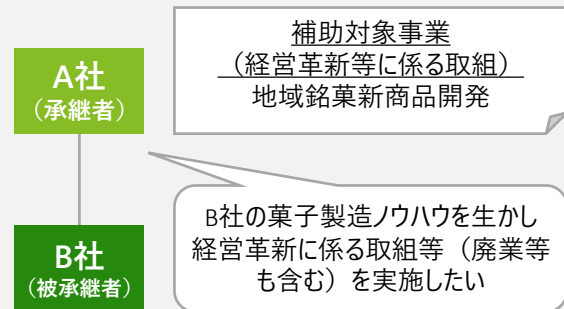 A社
（承継者）
補助対象事業
（経営革新等に係る取組）
地域銘菓新商品開発
B社の菓子製造ノウハウを生かし
経営革新に係る取組等（廃業等
も含む）を実施したい
B社
（被承継者）